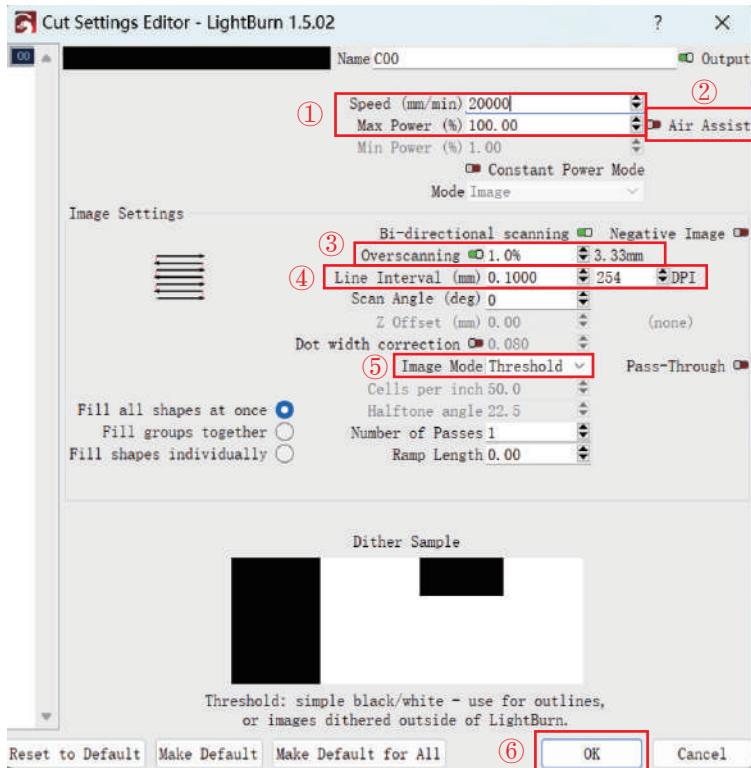 Cut Settings Editor - LightBurn 1.5.02 ? ×
00
Name C00 Output
① Speed (mm/min) 20000 ②
Max Power (%) 100.00 Air Assist
Min Power (%) 1.00
Constant Power Mode
Mode Image
Image Settings
Bi-directional scanning Negative Image
③ Overscanning 1.0% 3.33mm
④ Line Interval (mm) 0.1000 254 DPI
Scan Angle (deg) 0
Z Offset (mm) 0.00 (none)
Dot width correction 0.080
⑤ Image Mode Threshold Pass-Through
Cells per inch 50.0
Fill all shapes at once Halftone angle 22.5
Fill groups together Number of Passes 1
Fill shapes individually Ramp Length 0.00
Dither Sample
Threshold: simple black/white - use for outlines,
or images dithered outside of LightBurn.
Reset to Default Make Default Make Default for All ⑥ OK Cancel